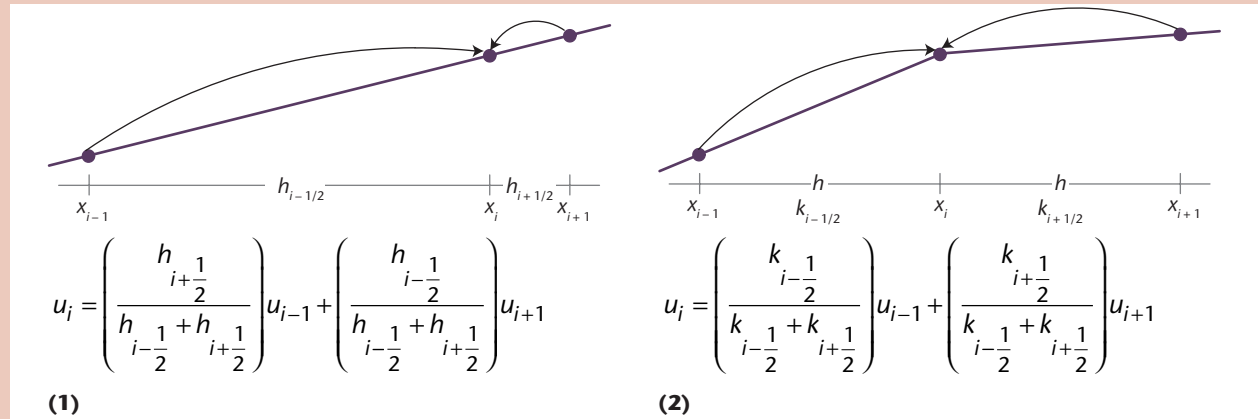 h_{i−1/2} h_{i+1/2}
x_{i−1} x_i x_{i+1}
u_i = (h_{i+1/2} / (h_{i−1/2} + h_{i+1/2})) u_{i−1} + (h_{i−1/2} / (h_{i−1/2} + h_{i+1/2})) u_{i+1}
(1)
h h
x_{i−1} k_{i−1/2} x_i k_{i+1/2} x_{i+1}
u_i = (k_{i−1/2} / (k_{i−1/2} + k_{i+1/2})) u_{i−1} + (k_{i+1/2} / (k_{i−1/2} + k_{i+1/2})) u_{i+1}
(2)